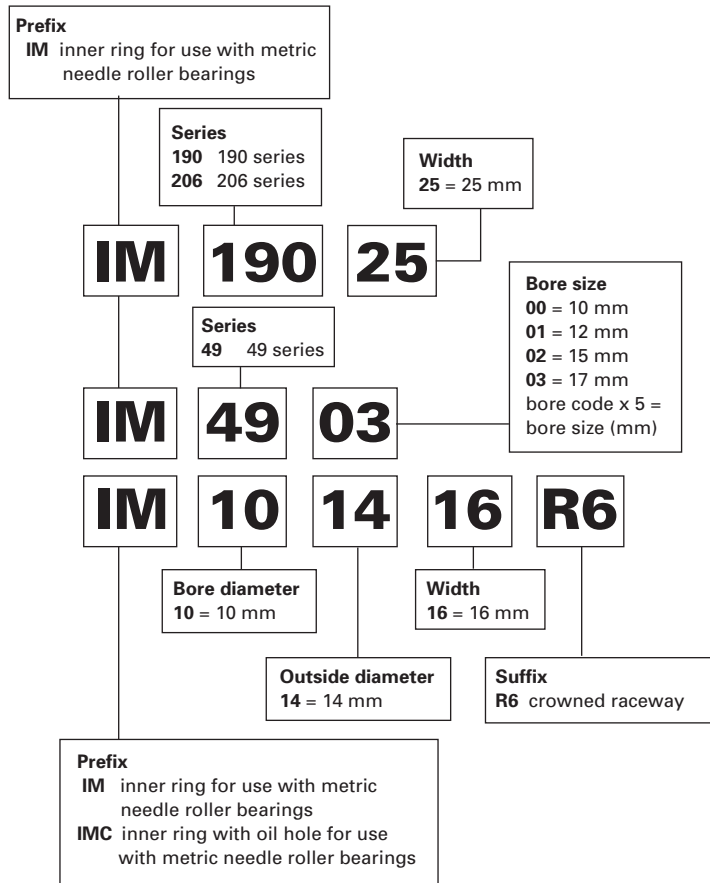 Prefix
IM inner ring for use with metric
needle roller bearings
Series
190 190 series
206 206 series
Width
25 = 25 mm
IM 190 25
Bore size
00 = 10 mm
01 = 12 mm
02 = 15 mm
03 = 17 mm
bore code x 5 =
bore size (mm)
Series
49 49 series
IM 49 03
IM 10 14 16 R6
Bore diameter
10 = 10 mm
Width
16 = 16 mm
Outside diameter
14 = 14 mm
Suffix
R6 crowned raceway
Prefix
IM inner ring for use with metric
needle roller bearings
IMC inner ring with oil hole for use
with metric needle roller bearings